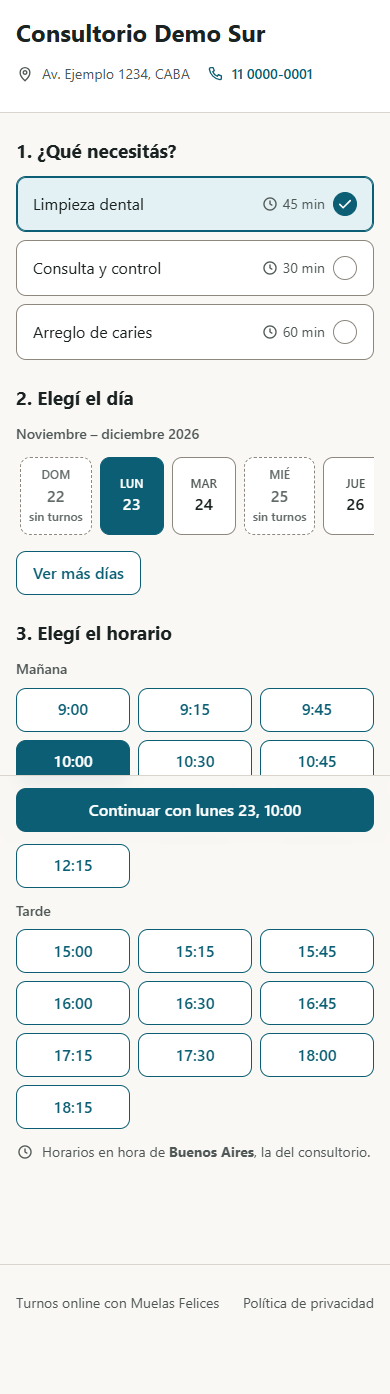 Consultorio Demo Sur
Av. Ejemplo 1234, CABA 11 0000-0001
1. ¿Qué necesitás?
Limpieza dental 45 min
Consulta y control 30 min
Arreglo de caries 60 min
2. Elegí el día
Noviembre – diciembre 2026
DOM LUN MAR MIÉ JUE
22 23 24 25 26
sin turnos sin turnos
Ver más días
3. Elegí el horario
Mañana
9:00 9:15 9:45
10:00 10:30 10:45
Continuar con lunes 23, 10:00
12:15
Tarde
15:00 15:15 15:45
16:00 16:30 16:45
17:15 17:30 18:00
18:15
Horarios en hora de Buenos Aires, la del consultorio.
Turnos online con Muelas Felices Política de privacidad